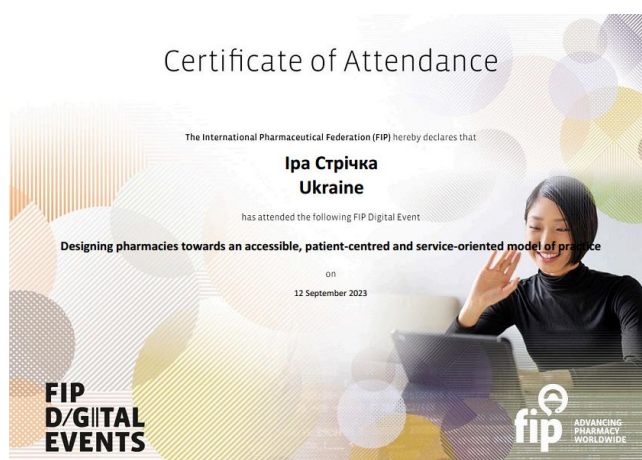 Certificate of Attendance
The International Pharmaceutical Federation (FIP) hereby declares that
Іра Стрічка
Ukraine
has attended the following FIP Digital Event
Designing pharmacies towards an accessible, patient-centred and service-oriented model of practice
on
12 September 2023
FIP
D/GIITAL
EVENTS
fip
ADVANCING
PHARMACY
WORLDWIDE